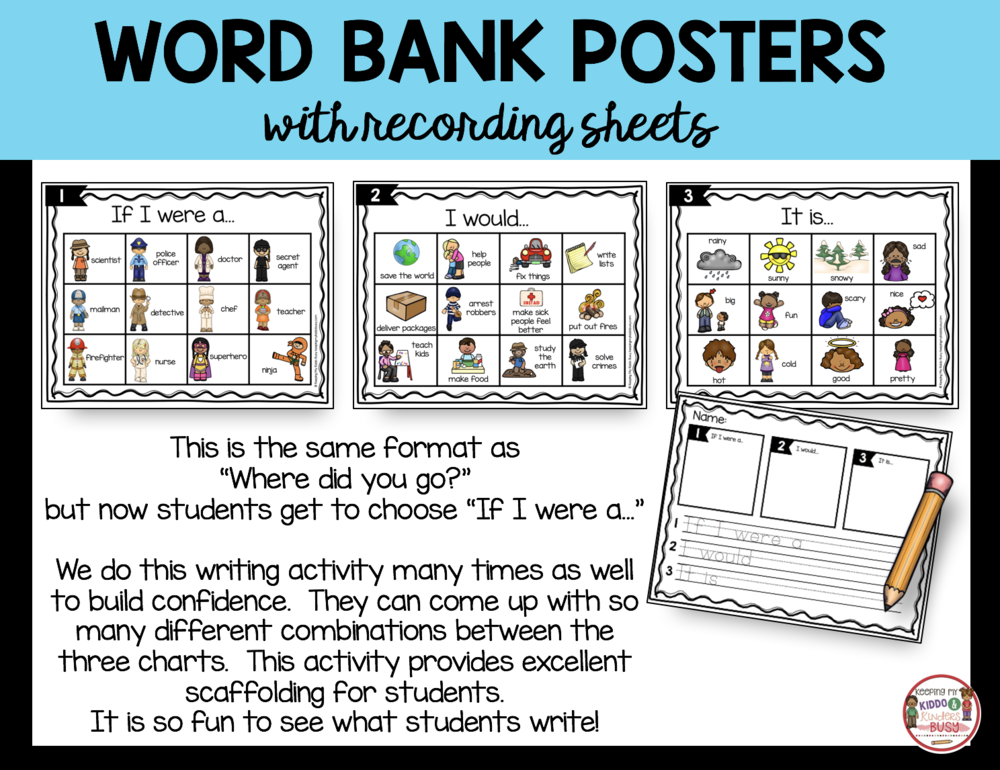 WORD BANK POSTERS
with recording sheets
1
If I were a...
scientist
police
officer
doctor
secret
agent
mailman
detective
chef
teacher
firefighter
nurse
superhero
ninja
2
I would...
save the world
help
people
fix things
write
lists
deliver packages
arrest
robbers
FIRST AID
make sick
people feel
better
put out fires
teach
kids
make food
study
the
earth
solve
crimes
3
It is...
rainy
sunny
snowy
sad
big
fun
scary
nice
hot
cold
good
pretty
This is the same format as
“Where did you go?”
but now students get to choose “If I were a...”
We do this writing activity many times as well
to build confidence. They can come up with so
many different combinations between the
three charts. This activity provides excellent
scaffolding for students.
It is so fun to see what students write!
Name:
1 If I were a...
2 I would...
3 It is...
1 If I were a
2 I would
3 It is
KEEPING MY
KIDDO &
Kinders
BUSY